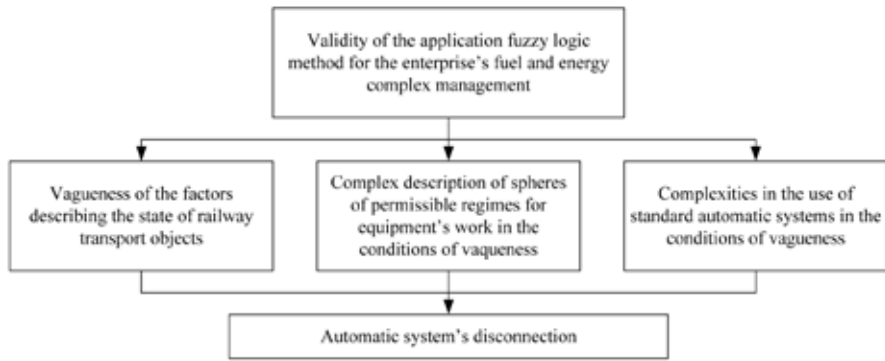 Validity of the application fuzzy logic
method for the enterprise's fuel and energy
complex management
Vagueness of the factors
describing the state of railway
transport objects
Complex description of spheres
of permissible regimes for
equipment's work in the
conditions of vaqueness
Complexities in the use of
standard automatic systems in the
conditions of vagueness
Automatic system's disconnection